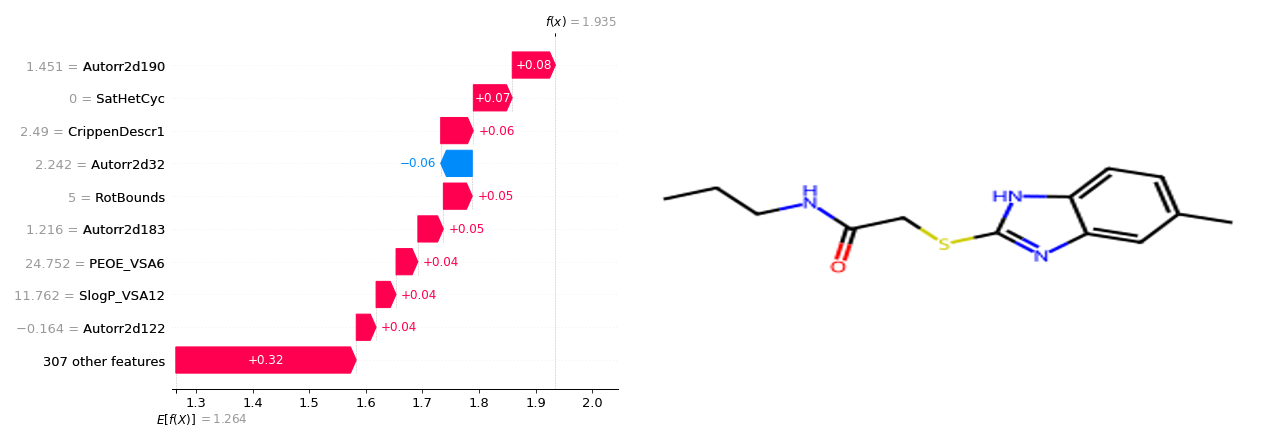 f(x) = 1.935
1.451 = Autorr2d190
+0.08
0 = SatHetCyc
+0.07
2.49 = CrippenDescr1
+0.06
2.242 = Autorr2d32
−0.06
5 = RotBounds
+0.05
1.216 = Autorr2d183
+0.05
24.752 = PEOE_VSA6
+0.04
11.762 = SlogP_VSA12
+0.04
−0.164 = Autorr2d122
+0.04
307 other features
+0.32
1.3 1.4 1.5 1.6 1.7 1.8 1.9 2.0
E[f(X)] = 1.264
H
N
O
S
HN
N